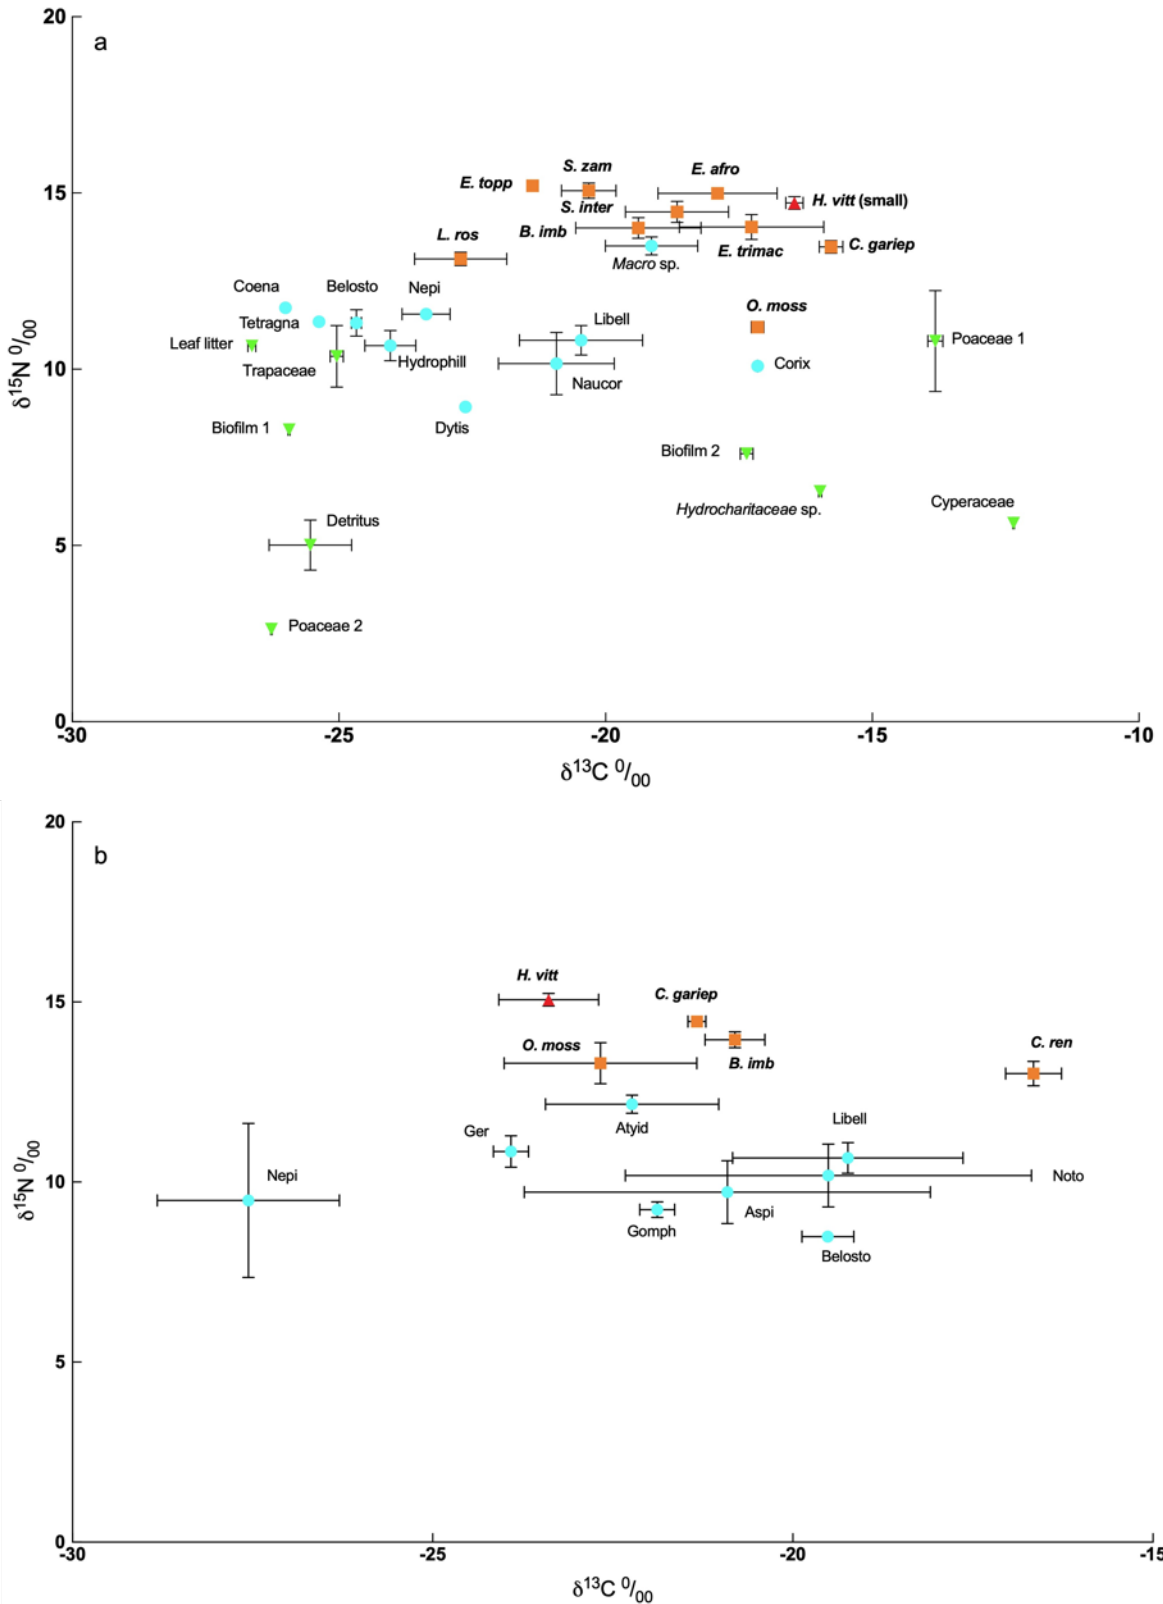 20
a
15
S. zam
E. topp
E. afro
H. vitt (small)
S. inter
B. imb
C. gariep
L. ros
E. trimac
Macro sp.
Coena
Belosto
Nepi
O. moss
Tetragna
Libell
Leaf litter
Poaceae 1
10
Trapaceae
Hydrophill
Corix
Naucor
Biofilm 1
Dytis
Biofilm 2
Hydrocharitaceae sp.
Cyperaceae
Detritus
5
Poaceae 2
0
-30
-25
-20
-15
-10
δ15N 0/00
δ13C 0/00
20
b
H. vitt
15
C. gariep
O. moss
B. imb
C. ren
Ger
Atyid
Libell
10
Nepi
Noto
Gomph
Aspi
Belosto
5
0
-30
-25
-20
-15
δ15N 0/00
δ13C 0/00